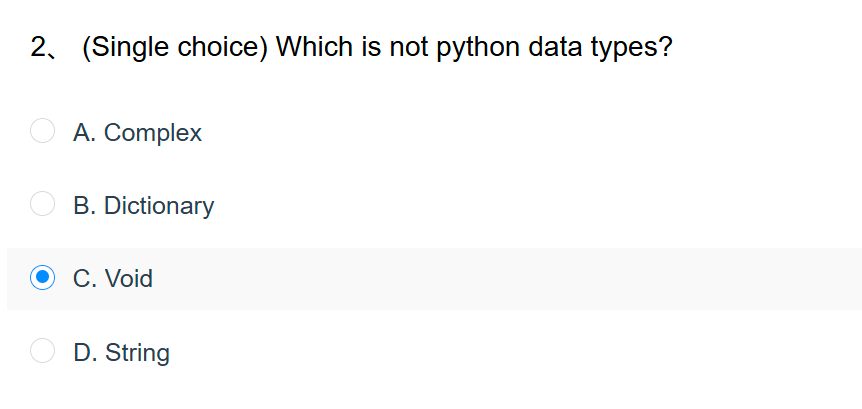 2、 (Single choice) Which is not python data types?
A. Complex
B. Dictionary
C. Void
D. String